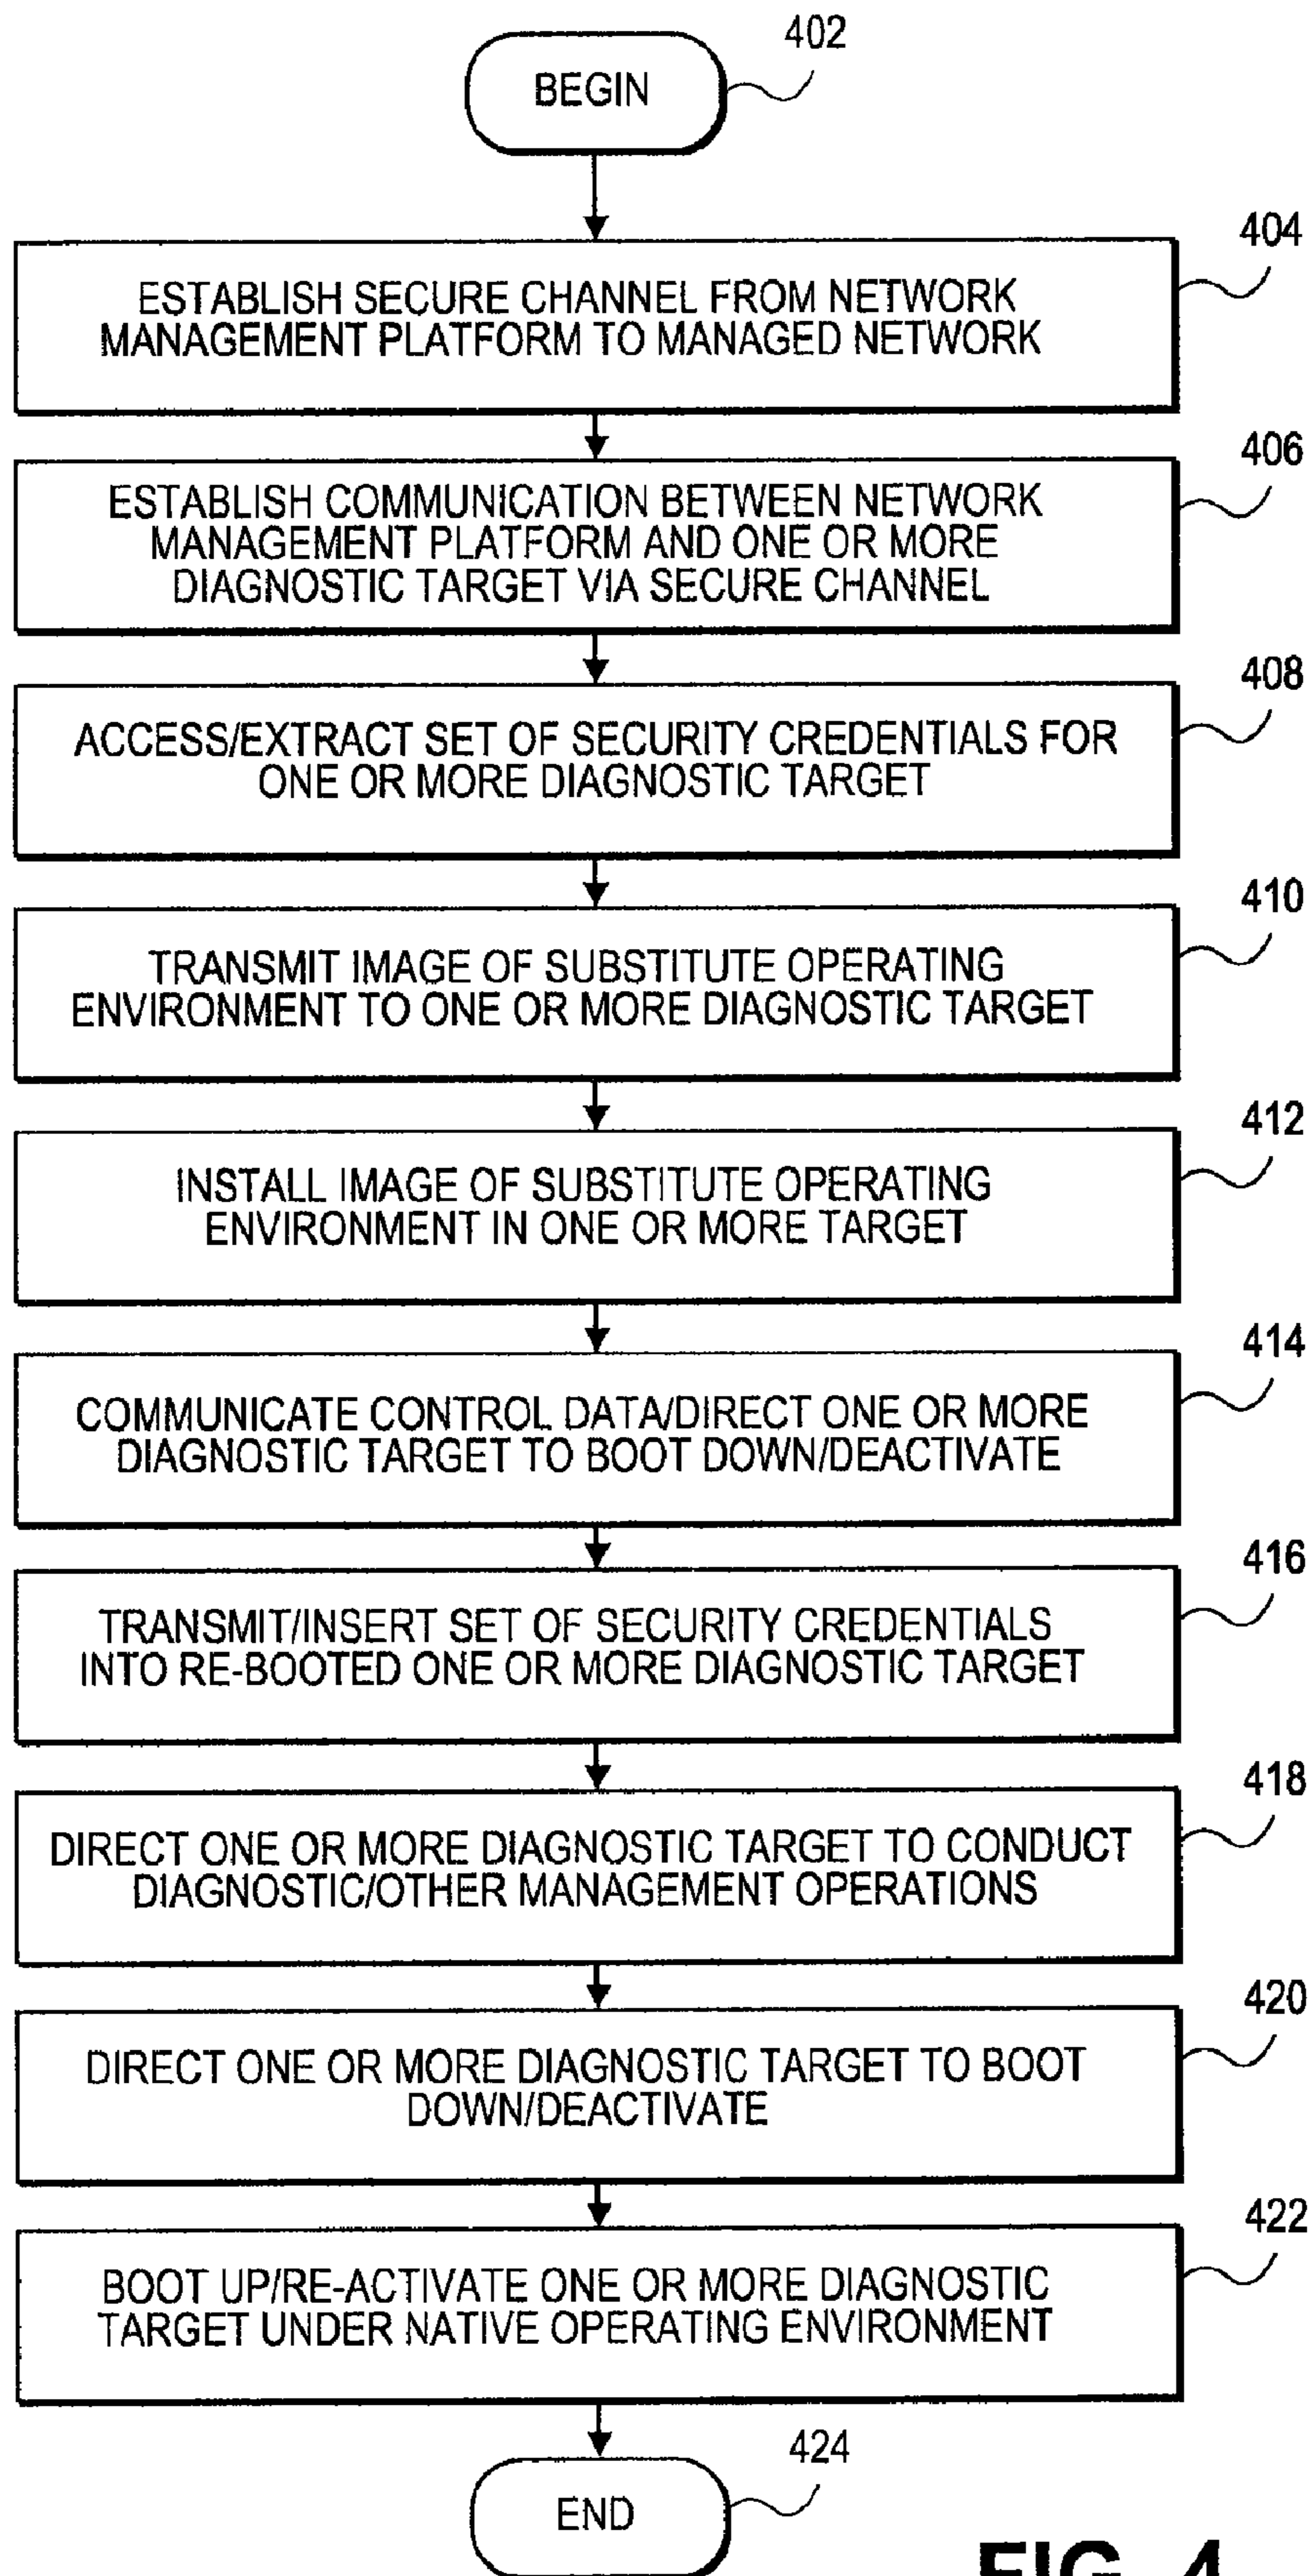 402
BEGIN
404
ESTABLISH SECURE CHANNEL FROM NETWORK
MANAGEMENT PLATFORM TO MANAGED NETWORK
406
ESTABLISH COMMUNICATION BETWEEN NETWORK
MANAGEMENT PLATFORM AND ONE OR MORE
DIAGNOSTIC TARGET VIA SECURE CHANNEL
408
ACCESS/EXTRACT SET OF SECURITY CREDENTIALS FOR
ONE OR MORE DIAGNOSTIC TARGET
410
TRANSMIT IMAGE OF SUBSTITUTE OPERATING
ENVIRONMENT TO ONE OR MORE DIAGNOSTIC TARGET
412
INSTALL IMAGE OF SUBSTITUTE OPERATING
ENVIRONMENT IN ONE OR MORE TARGET
414
COMMUNICATE CONTROL DATA/DIRECT ONE OR MORE
DIAGNOSTIC TARGET TO BOOT DOWN/DEACTIVATE
416
TRANSMIT/INSERT SET OF SECURITY CREDENTIALS
INTO RE-BOOTED ONE OR MORE DIAGNOSTIC TARGET
418
DIRECT ONE OR MORE DIAGNOSTIC TARGET TO CONDUCT
DIAGNOSTIC/OTHER MANAGEMENT OPERATIONS
420
DIRECT ONE OR MORE DIAGNOSTIC TARGET TO BOOT
DOWN/DEACTIVATE
422
BOOT UP/RE-ACTIVATE ONE OR MORE DIAGNOSTIC
TARGET UNDER NATIVE OPERATING ENVIRONMENT
424
END
FIG. 4